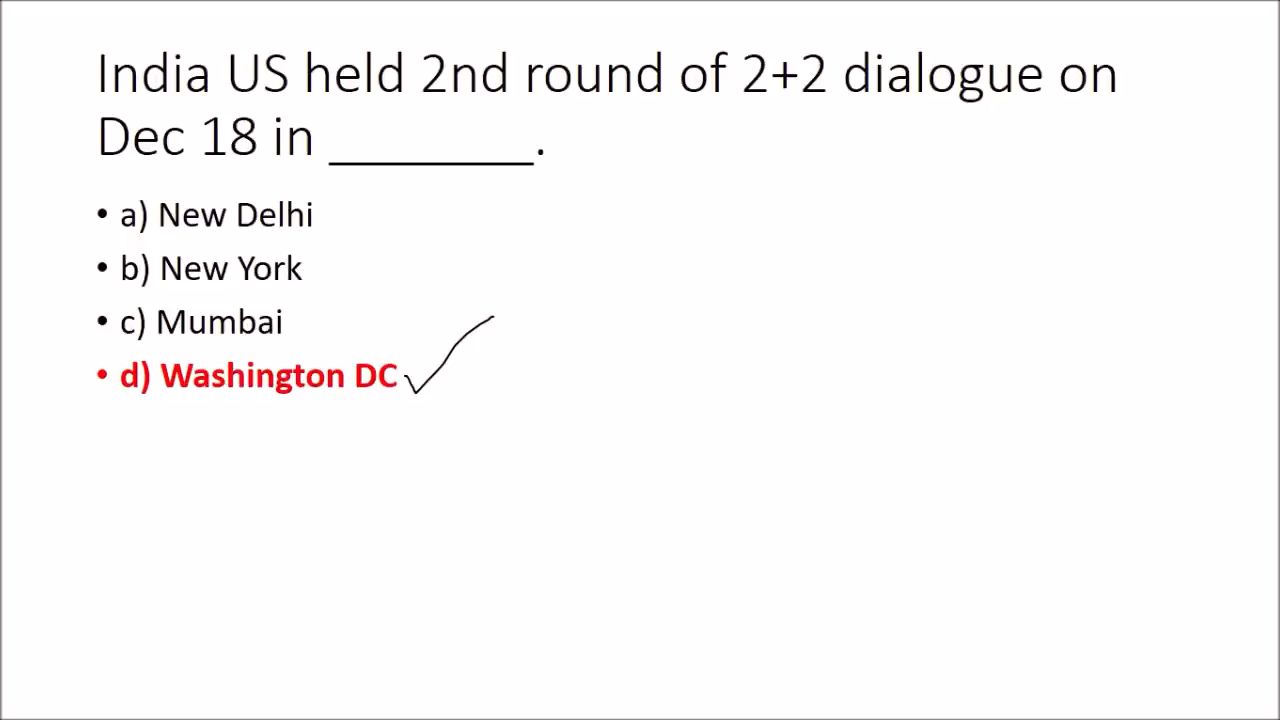 India US held 2nd round of 2+2 dialogue on
Dec 18 in ________.
• a) New Delhi
• b) New York
• c) Mumbai
• d) Washington DC